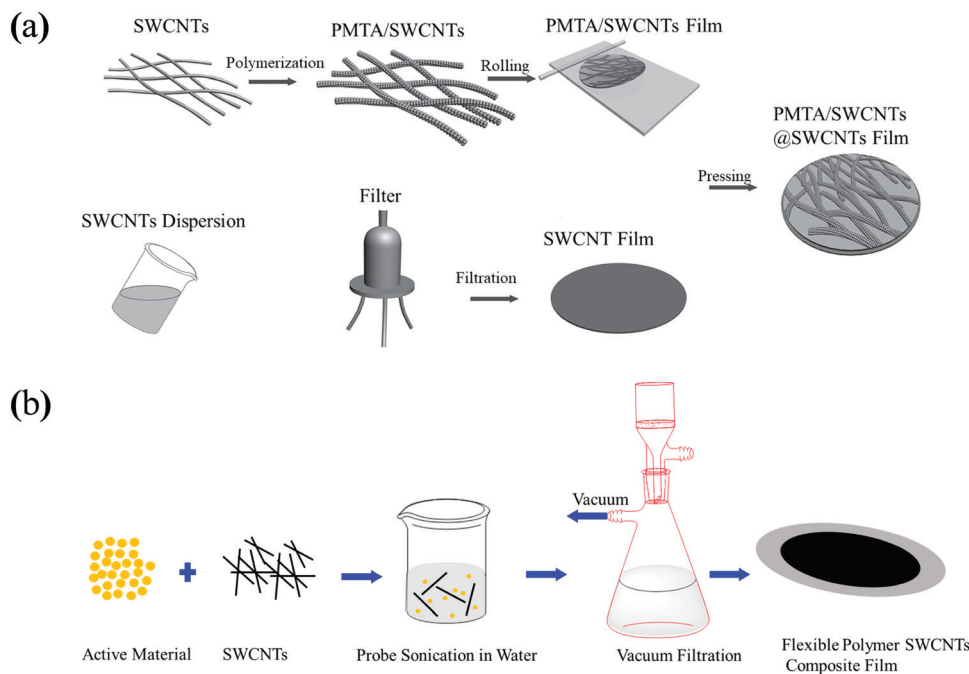 (a)
SWCNTs
PMTA/SWCNTs
PMTA/SWCNTs Film
Polymerization
Rolling
PMTA/SWCNTs
@SWCNTs Film
Pressing
SWCNTs Dispersion
Filter
SWCNT Film
Filtration
(b)
Vacuum
Active Material
SWCNTs
Probe Sonication in Water
Vacuum Filtration
Flexible Polymer SWCNTs
Composite Film